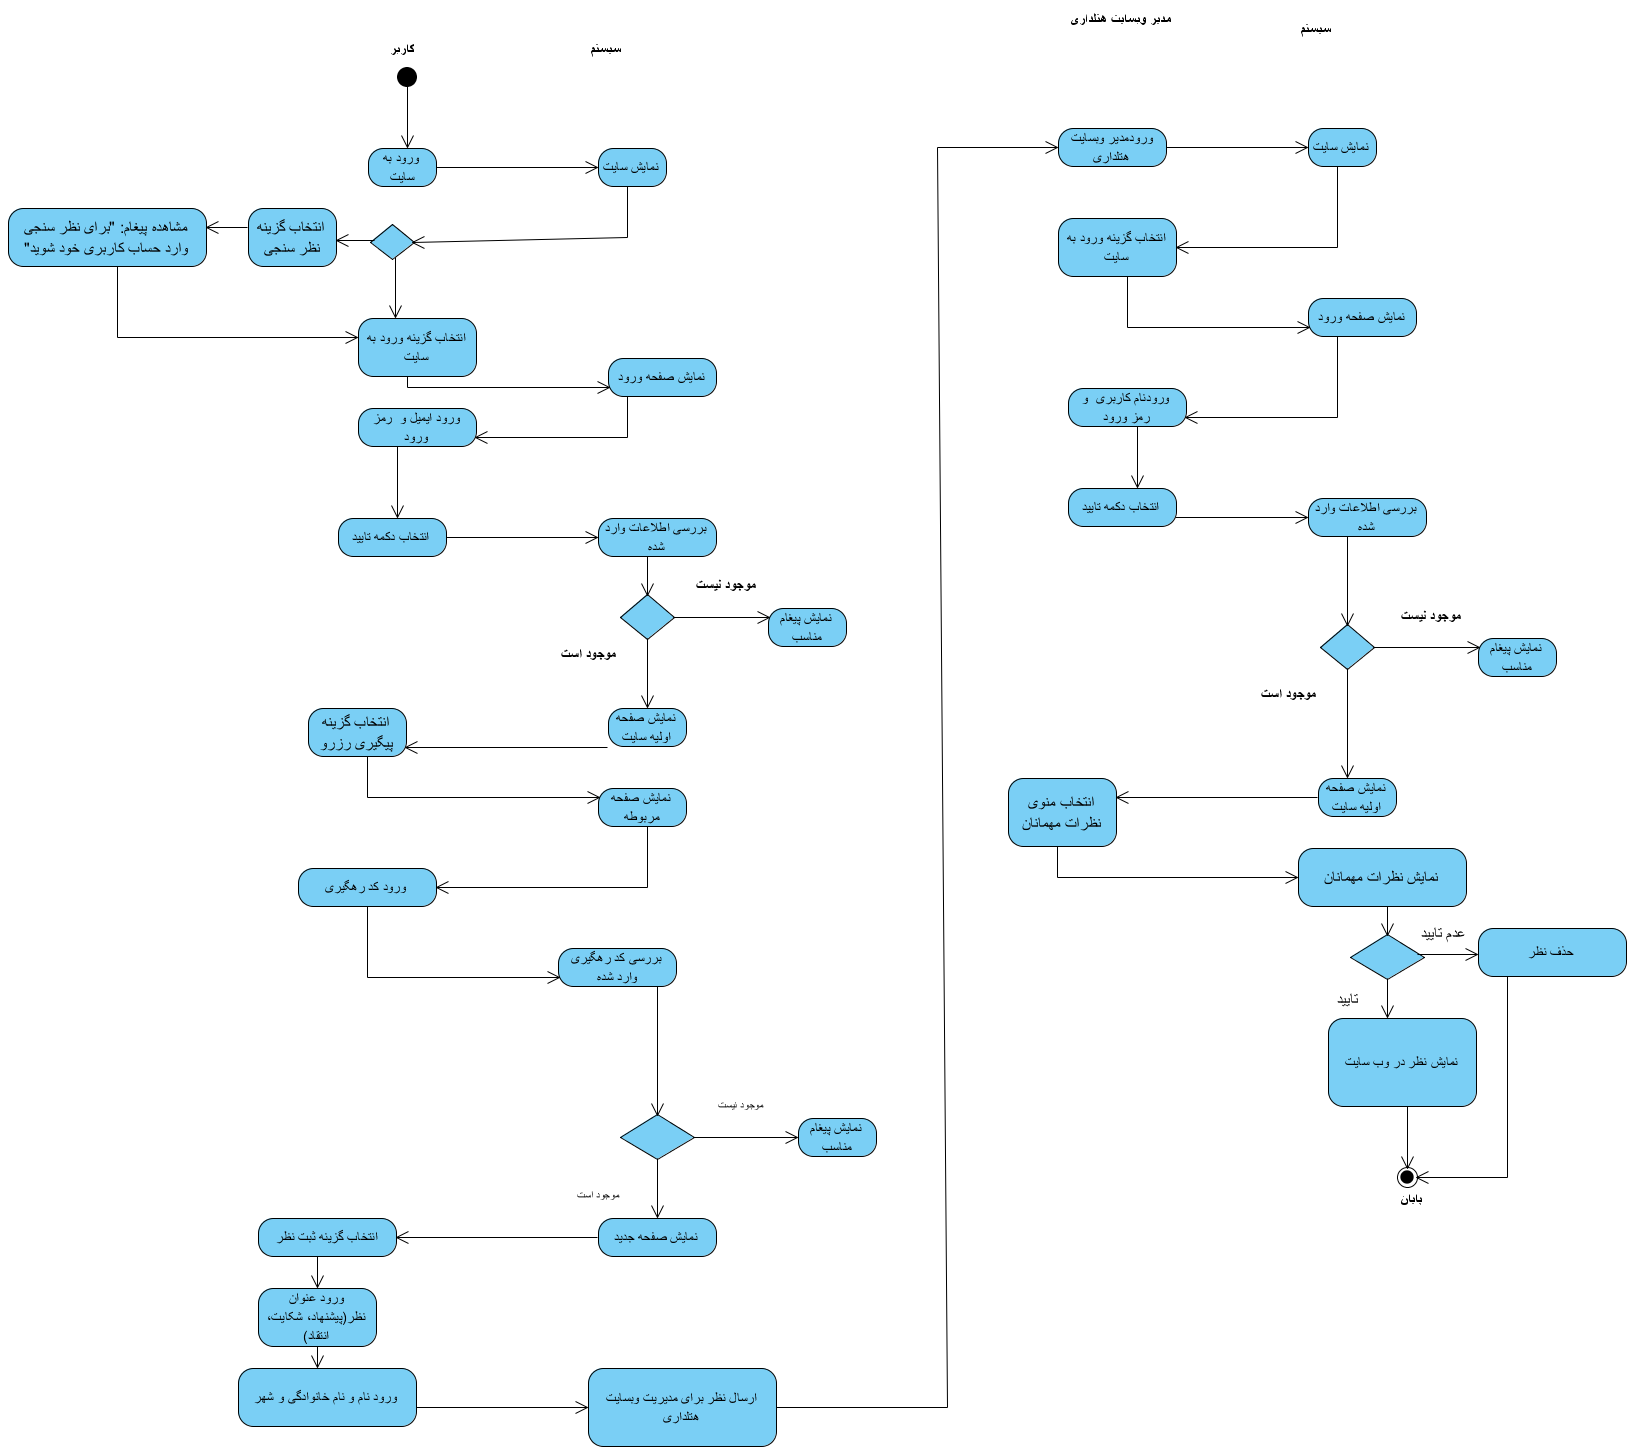 کاربر
سیستم
ورود به
سایت
نمایش سایت
انتخاب گزینه
نظر سنجی
مشاهده پیغام: "برای نظر سنجی
وارد حساب کاربری خود شوید"
انتخاب گزینه ورود به
سایت
نمایش صفحه ورود
ورود ایمیل و رمز
ورود
انتخاب دکمه تایید
بررسی اطلاعات وارد
شده
موجود نیست
نمایش پیغام
مناسب
موجود است
نمایش صفحه
اولیه سایت
انتخاب گزینه
پیگیری رزرو
نمایش صفحه
مربوطه
ورود کد رهگیری
بررسی کد رهگیری
وارد شده
موجود نیست
نمایش پیغام
مناسب
موجود است
نمایش صفحه جدید
انتخاب گزینه ثبت نظر
ورود عنوان
نظر(پیشنهاد، شکایت،
انتقاد)
ورود نام و نام خانوادگی و شهر
ارسال نظر برای مدیریت وبسایت
هتلداری
مدیر وبسایت هتلداری
سیستم
ورودمدیر وبسایت
هتلداری
نمایش سایت
انتخاب گزینه ورود به
سایت
نمایش صفحه ورود
ورودنام کاربری و
رمز ورود
انتخاب دکمه تایید
بررسی اطلاعات وارد
شده
موجود نیست
نمایش پیغام
مناسب
موجود است
نمایش صفحه
اولیه سایت
انتخاب منوی
نظرات مهمانان
نمایش نظرات مهمانان
عدم تایید
حذف نظر
تایید
نمایش نظر در وب سایت
پایان